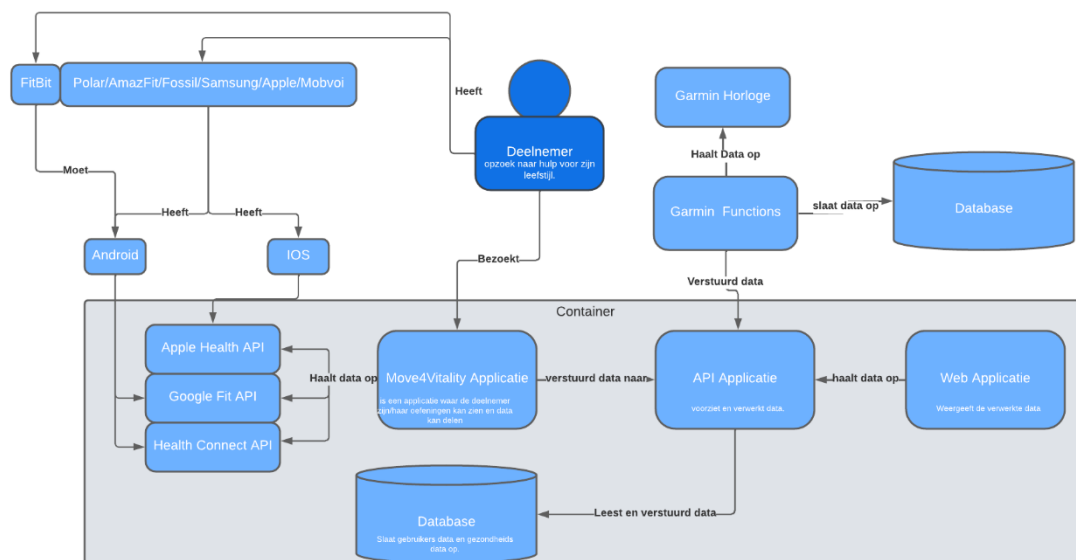 FitBit
Polar/AmazFit/Fossil/Samsung/Apple/Mobvoi
Heeft
Garmin Horloge
Deelnemer
opzoek naar hulp voor zijn
leefstijl.
Haalt Data op
Moet
Garmin Functions
slaat data op
Database
Heeft
Heeft
Android
IOS
Bezoekt
Verstuurd data
Container
Apple Health API
Google Fit API
Health Connect API
Haalt data op
Move4Vitality Applicatie
is een applicatie waar de deelnemer
zijn/haar oefeningen kan zien en data
kan delen
verstuurd data naan
API Applicatie
voorziet en verwerkt data.
haalt data op
Web Applicatie
Weergeeft de verwerkte data
Database
Slaat gebruikers data en gezondheids
data op.
Leest en verstuurd data